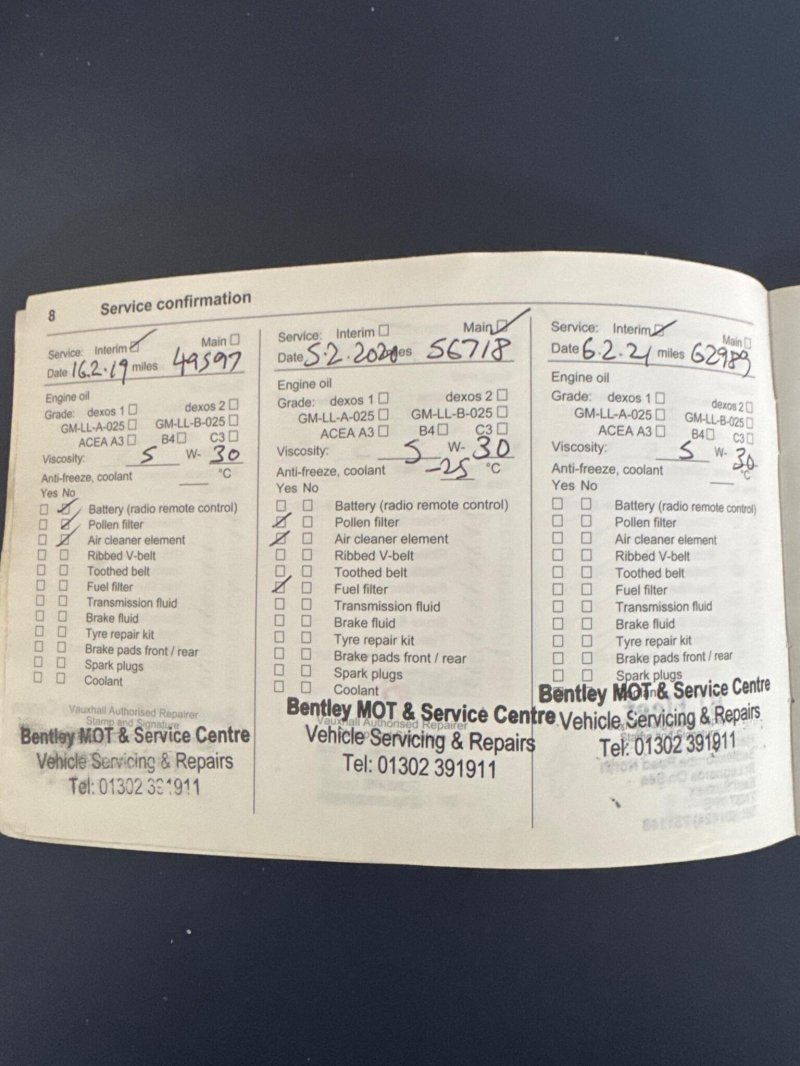 8 Service confirmation
Service: Interim Main
Date 16.2.19 miles 49597
Engine oil
Grade: dexos 1 dexos 2
GM-LL-A-025 GM-LL-B-025
ACEA A3 B4 C3
Viscosity: 5 W- 30
Anti-freeze, coolant °C
Yes No
Battery (radio remote control)
Pollen filter
Air cleaner element
Ribbed V-belt
Toothed belt
Fuel filter
Transmission fluid
Brake fluid
Tyre repair kit
Brake pads front / rear
Spark plugs
Coolant
Vauxhall Authorised Repairer
Stamp and Signature
Bentley MOT & Service Centre
Vehicle Servicing & Repairs
Tel: 01302 391911
Service: Interim Main
Date 5.2.2020 es 56718
Engine oil
Grade: dexos 1 dexos 2
GM-LL-A-025 GM-LL-B-025
ACEA A3 B4 C3
Viscosity: 5 W- 30
Anti-freeze, coolant -25 °C
Yes No
Battery (radio remote control)
Pollen filter
Air cleaner element
Ribbed V-belt
Toothed belt
Fuel filter
Transmission fluid
Brake fluid
Tyre repair kit
Brake pads front / rear
Spark plugs
Coolant
Vauxhall Authorised Repairer
Bentley MOT & Service Centre
Vehicle Servicing & Repairs
Tel: 01302 391911
Service: Interim Main
Date 6.2.21 miles 62989
Engine oil
Grade: dexos 1 dexos 2
GM-LL-A-025 GM-LL-B-025
ACEA A3 B4 C3
Viscosity: 5 W- 30
Anti-freeze, coolant °C
Yes No
Battery (radio remote control)
Pollen filter
Air cleaner element
Ribbed V-belt
Toothed belt
Fuel filter
Transmission fluid
Brake fluid
Tyre repair kit
Brake pads front / rear
Spark plugs
Bentley MOT & Service Centre
Vehicle Servicing & Repairs
Tel: 01302 391911